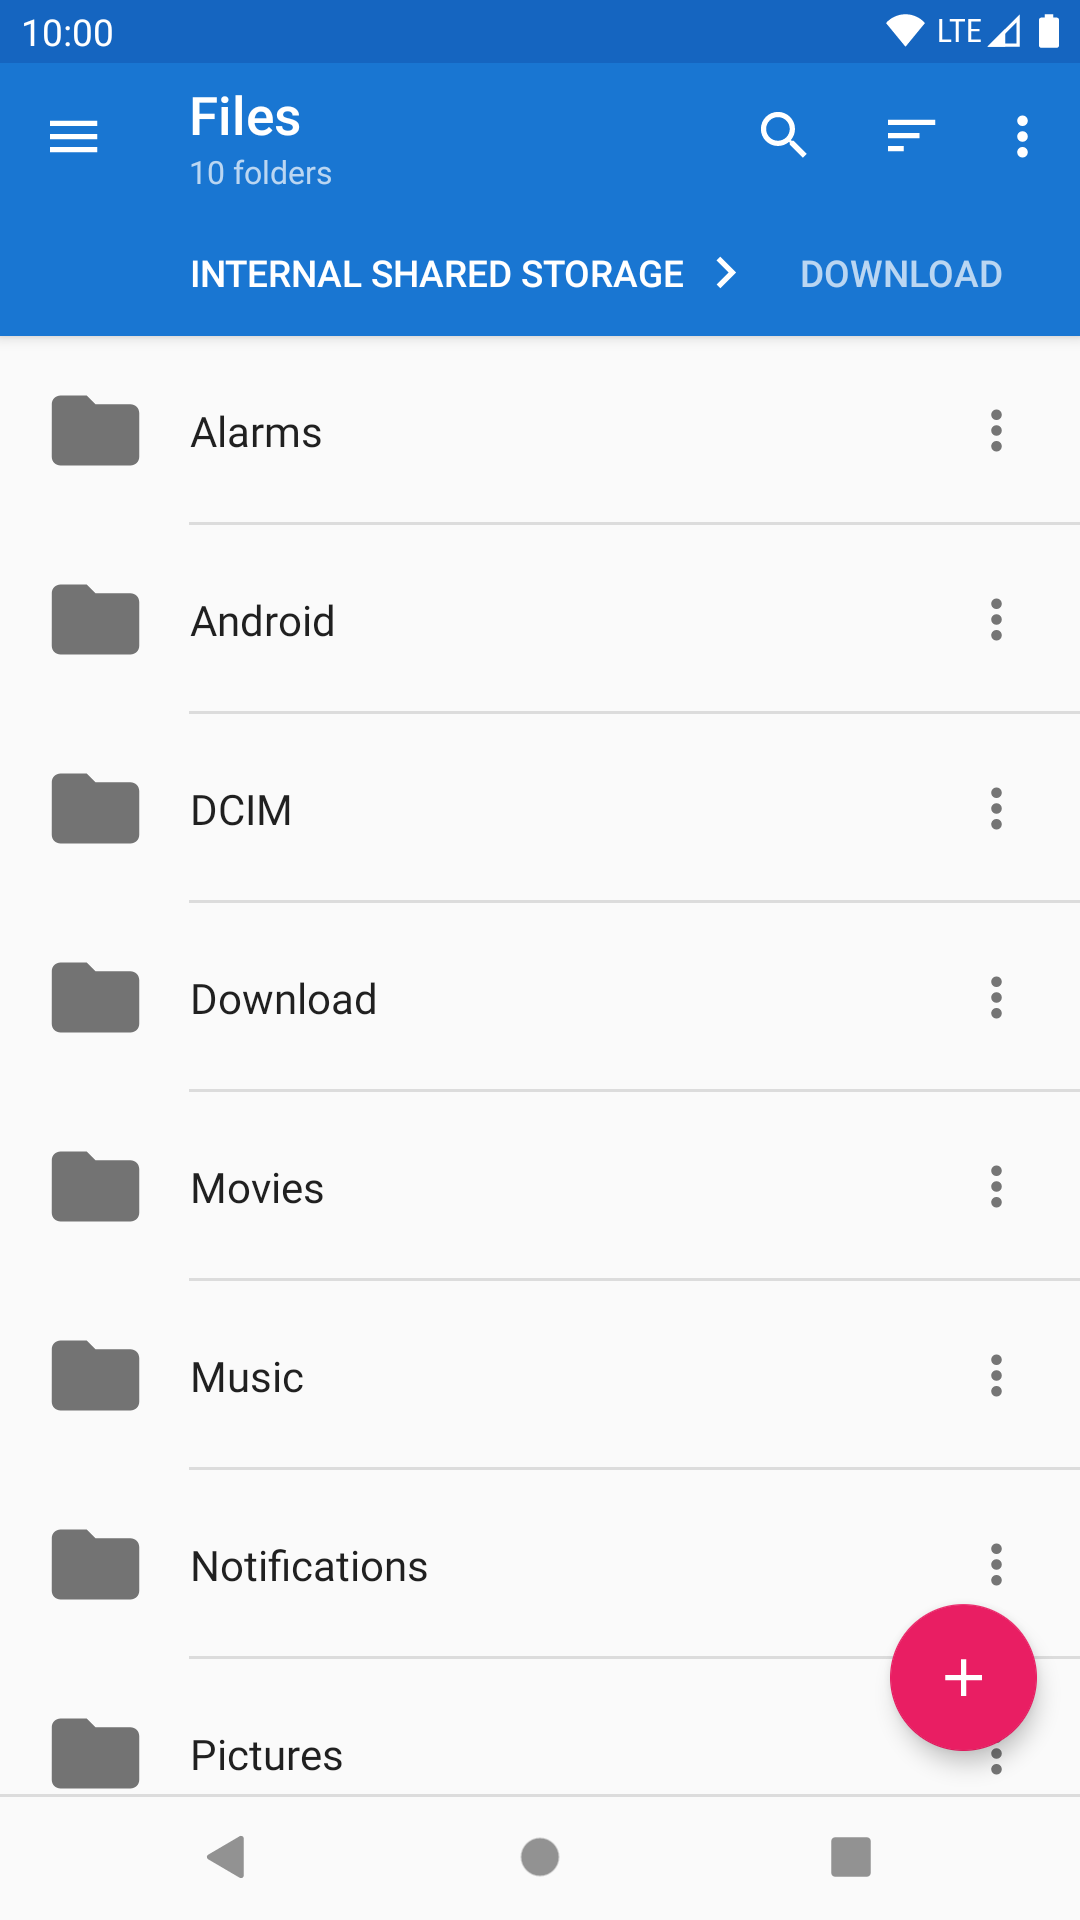 10:00
LTE
Files
10 folders
INTERNAL SHARED STORAGE
DOWNLOAD
Alarms
Android
DCIM
Download
Movies
Music
Notifications
Pictures